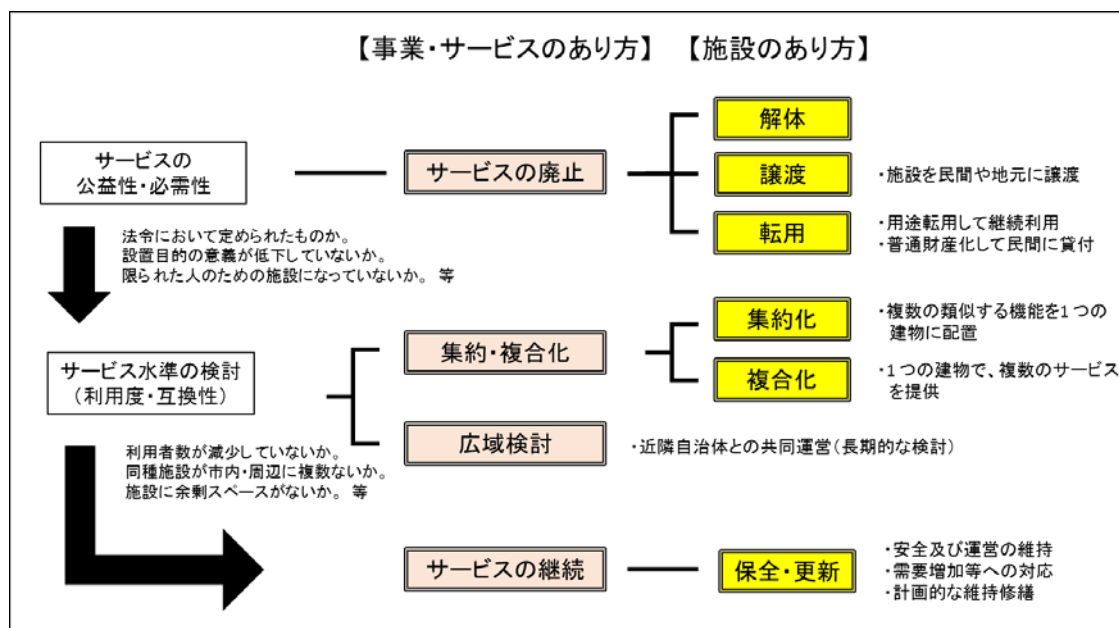 【事業・サービスのあり方】 【施設のあり方】
サービスの
公益性・必需性
サービスの廃止
解体
譲渡
・施設を民間や地元に譲渡
転用
・用途転用して継続利用
・普通財産化して民間に貸付
法令において定められたものか。
設置目的の意義が低下していないか。
限られた人のための施設になっていないか。 等
サービス水準の検討
(利用度・互換性)
集約・複合化
集約化
・複数の類似する機能を1つの
建物に配置
複合化
・1つの建物で、複数のサービス
を提供
広域検討
・近隣自治体との共同運営(長期的な検討)
利用者数が減少していないか。
同種施設が市内・周辺に複数ないか。
施設に余剰スペースがないか。 等
サービスの継続
保全・更新
・安全及び運営の維持
・需要増加等への対応
・計画的な維持修繕